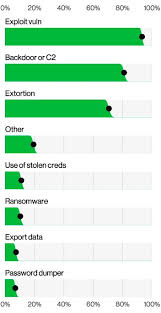 0% 20% 40% 60% 80% 100%
Exploit vuln
Backdoor or C2
Extortion
Other
Use of stolen creds
Ransomware
Export data
Password dumper
0% 20% 40% 60% 80% 100%